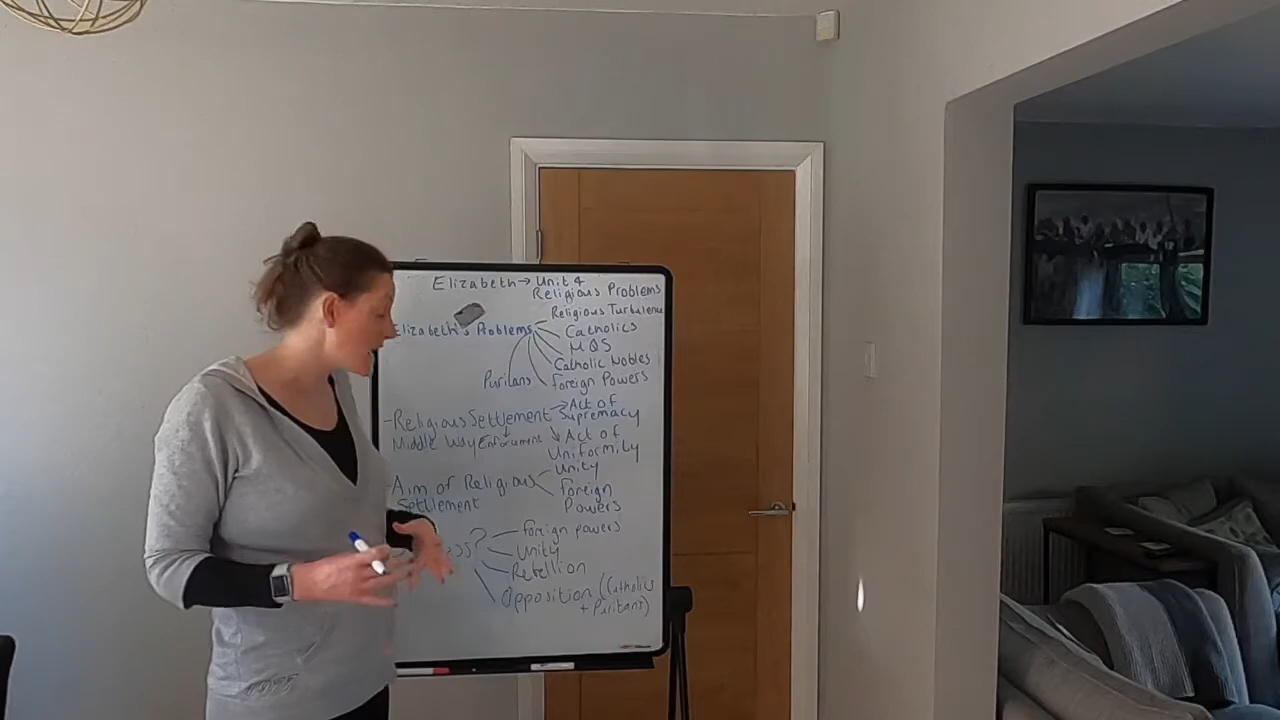 Elizabeth → Unit 4
Religious Problems
Religious Turbulence
Elizabeth's Problems
Catholics
MQS
Catholic Nobles
Puritans
Foreign Powers
- Religious Settlement → Act of Supremacy
Middle Way Enforcement
Act of Uniformity
- Aim of Religious Settlement
Unity
Foreign Powers
?
Foreign powers
Unity
Rebellion
Opposition (Catholics
+ Puritans)